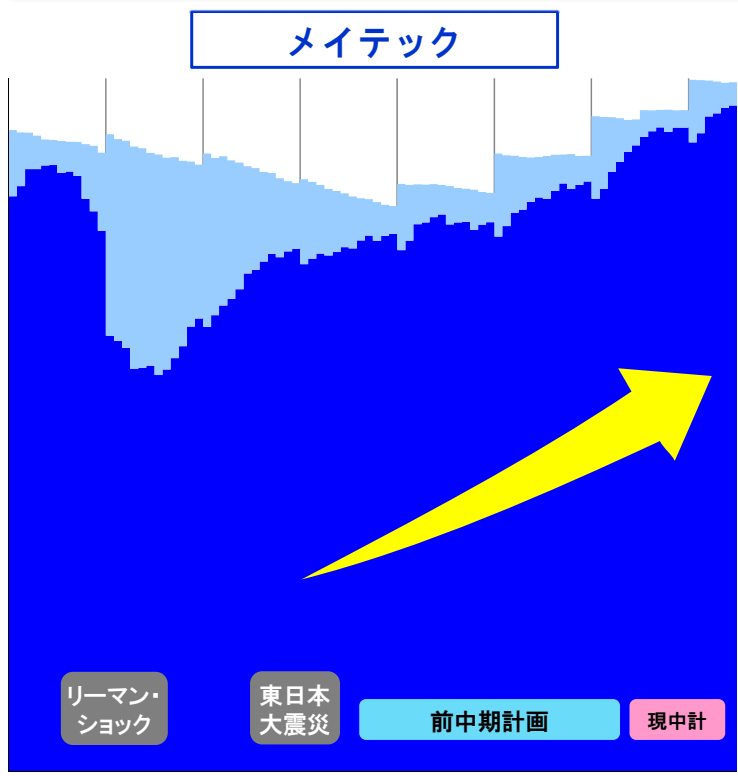 メイテック
リーマン・
ショック
東日本
大震災
前中期計画
現中計